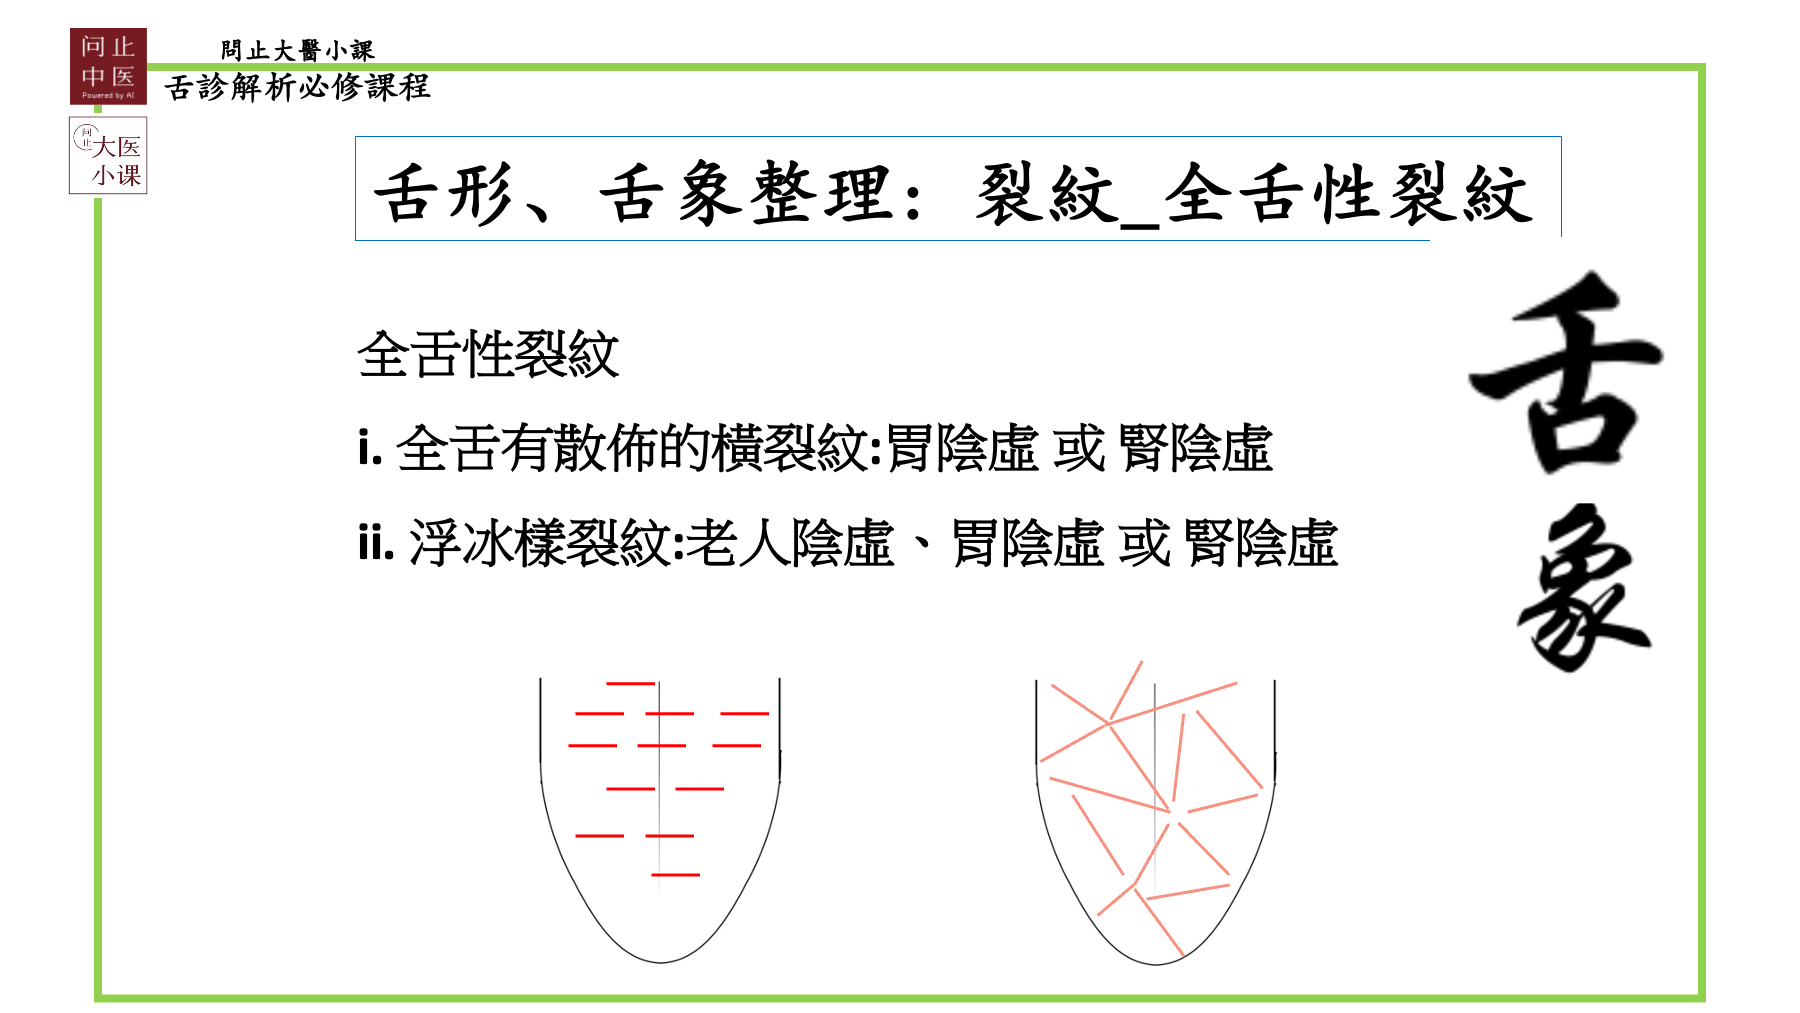 问止
中医
Powered by AI
問止大醫小課
舌診解析必修課程
问止
大医
小课
舌形、舌象整理：裂紋_全舌性裂紋
全舌性裂紋
i. 全舌有散佈的橫裂紋:胃陰虛 或 腎陰虛
ii. 浮冰樣裂紋:老人陰虛、胃陰虛 或 腎陰虛
舌
象